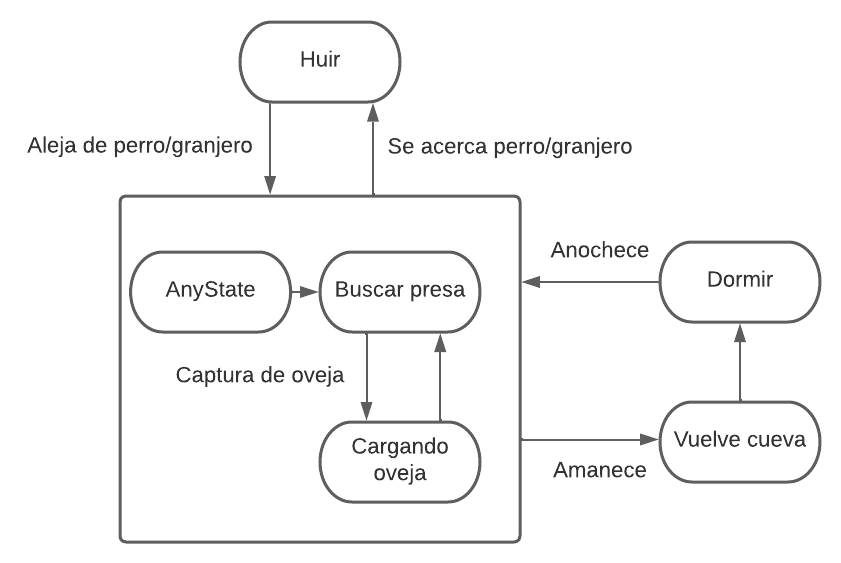 Huir
Aleja de perro/granjero
Se acerca perro/granjero
AnyState
Buscar presa
Anochece
Dormir
Captura de oveja
Cargando
oveja
Vuelve cueva
Amanece